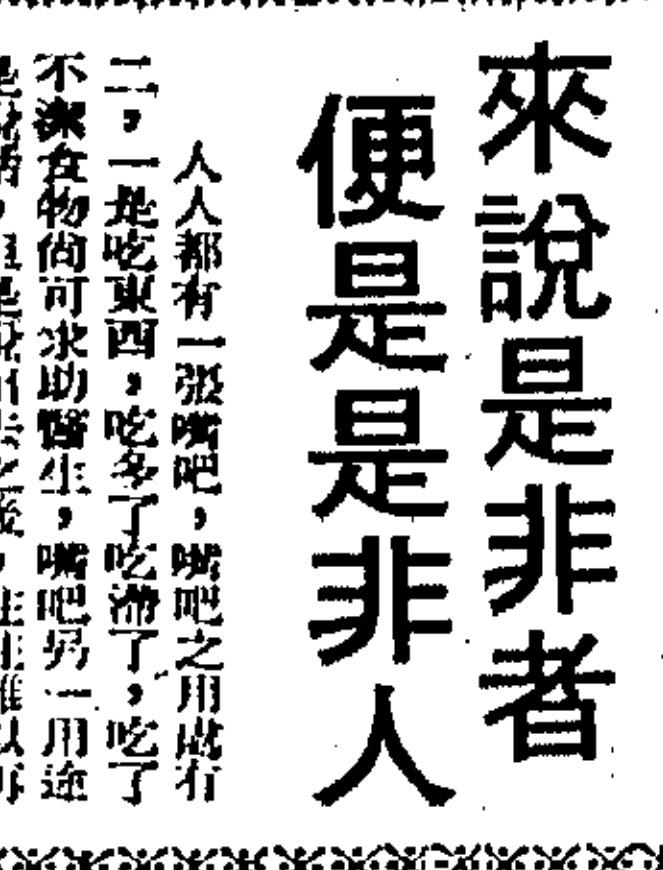 來說是非者
便是是非人
人人都有一張嘴吧，嘴吧之用處有
二，一是吃東西，吃多了吃滯了，吃了
不潔食物尚可求助醫生，嘴吧另一用途